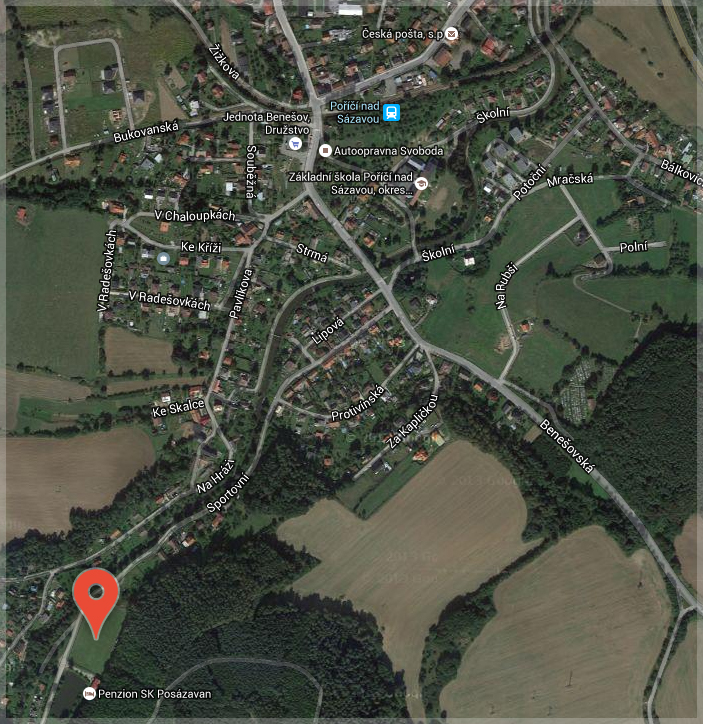 Česká pošta, s.p
Žižkova
Poříčí nad
Sázavou
Jednota Benešov,
Družstvo
Školní
Bukovanská
Autoopravna Svoboda
Souběžná
Základní škola Poříčí nad
Sázavou, okres...
Potoční
Mračská
Bálkovic
V Chaloupkách
Ke Kříži
Strmá
Školní
Polní
V Radešovkách
Pavlíkova
V Radešovkách
Na Rubši
Lipová
Protivínská
Ke Skalce
Za Kapličkou
Benešovská
Na Hrázi
Sportovní
Penzion SK Posázavan